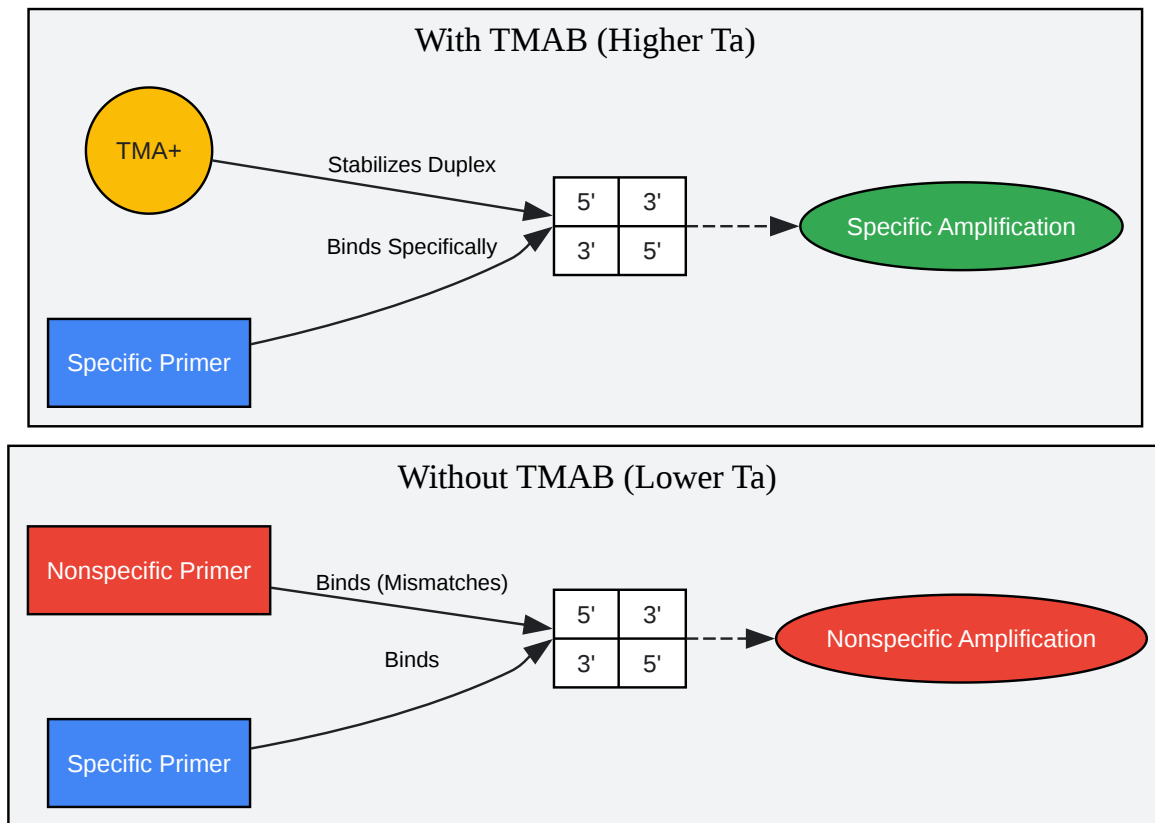 With TMAB (Higher Ta)
TMA+
Stabilizes Duplex
5' 3'
Specific Amplification
Binds Specifically
3' 5'
Specific Primer
Without TMAB (Lower Ta)
Nonspecific Primer
Binds (Mismatches)
5' 3'
Nonspecific Amplification
Binds
3' 5'
Specific Primer